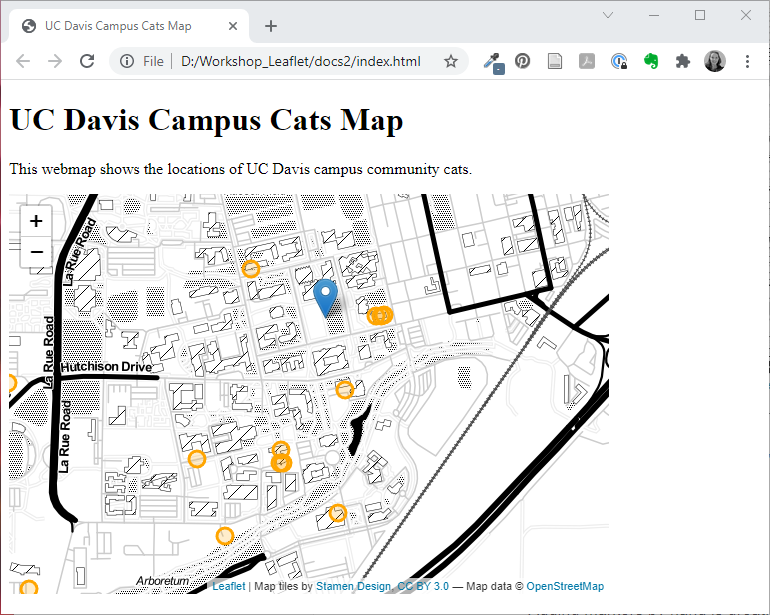 UC Davis Campus Cats Map
File | D:/Workshop_Leaflet/docs2/index.html
UC Davis Campus Cats Map
This webmap shows the locations of UC Davis campus community cats.
+
−
La Rue Road
La Rue Road
Hutchison Drive
La Rue Road
Arboretum
Leaflet | Map tiles by Stamen Design, CC BY 3.0 — Map data © OpenStreetMap